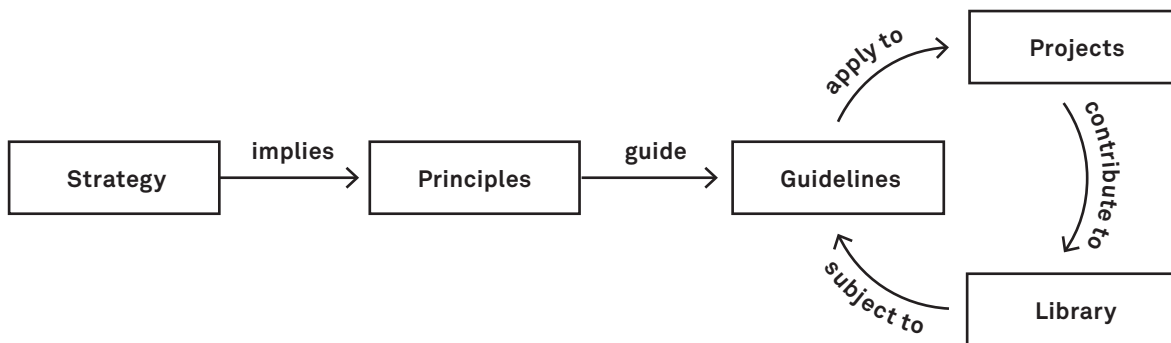 Strategy
implies
Principles
guide
Guidelines
apply to
Projects
contribute to
Library
subject to